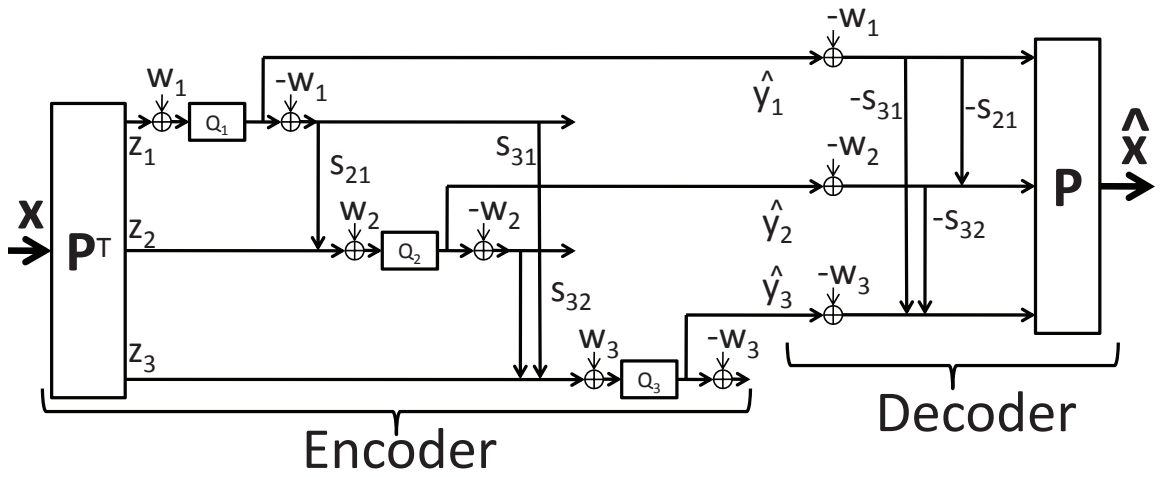 -w₁
w₁
-w₁
ŷ₁
Q₁
-s₃₁
-s₂₁
z₁
s₂₁
s₃₁
-w₂
x̂
x
w₂
-w₂
ŷ₂
P
z₂
Pᵀ
Q₂
-s₃₂
s₃₂
ŷ₃
-w₃
z₃
w₃
-w₃
Q₃
Decoder
Encoder